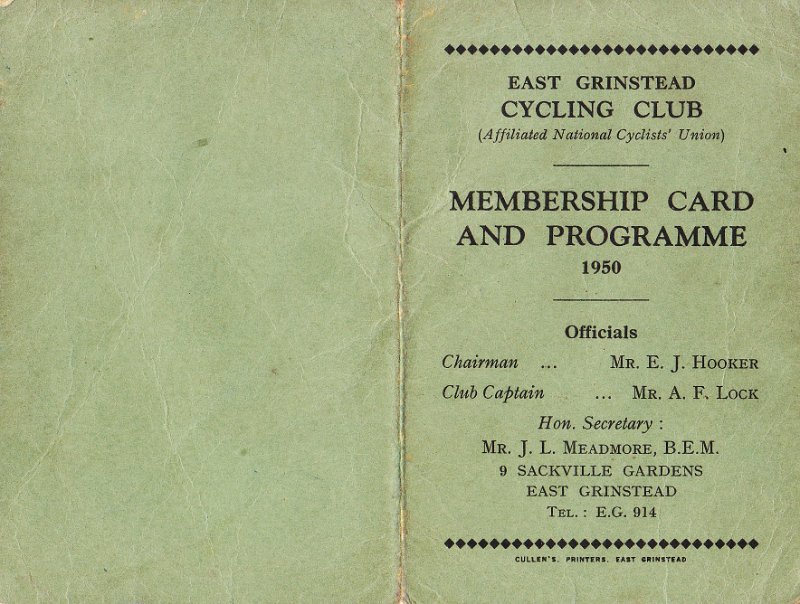 EAST GRINSTEAD
CYCLING CLUB
(Affiliated National Cyclists' Union)
MEMBERSHIP CARD
AND PROGRAMME
1950
Officials
Chairman ... MR. E. J. HOOKER
Club Captain ... MR. A. F. LOCK
Hon. Secretary :
MR. J. L. MEADMORE, B.E.M.
9 SACKVILLE GARDENS
EAST GRINSTEAD
TEL. : E.G. 914
CULLEN'S, PRINTERS, EAST GRINSTEAD